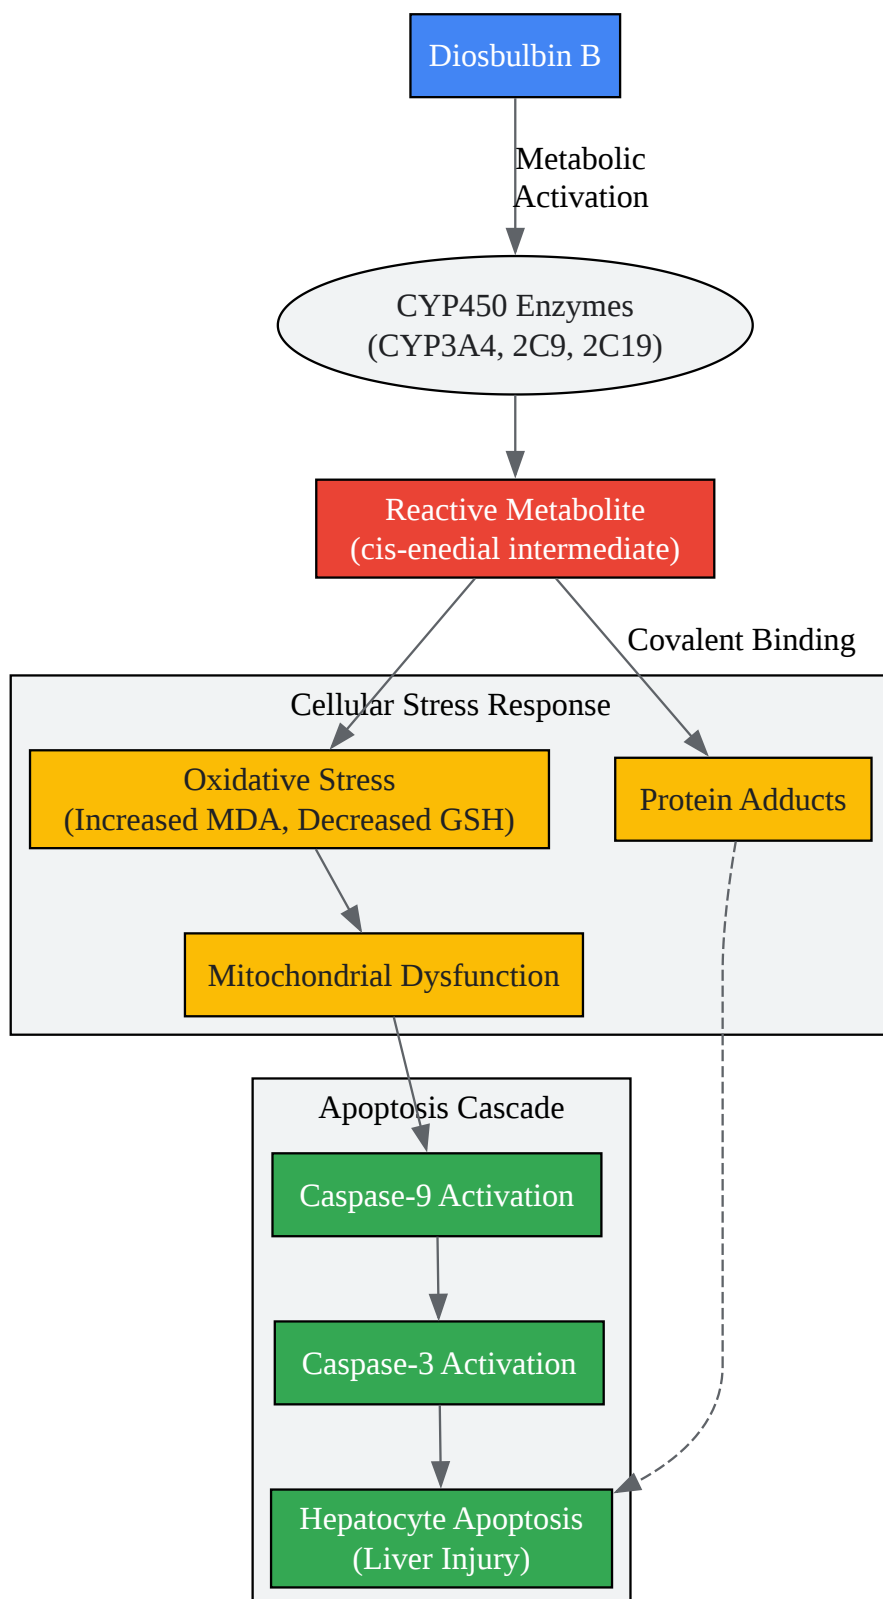 Diosbulbin B
Metabolic
Activation
CYP450 Enzymes
(CYP3A4, 2C9, 2C19)
Reactive Metabolite
(cis-enedial intermediate)
Covalent Binding
Cellular Stress Response
Oxidative Stress
(Increased MDA, Decreased GSH)
Protein Adducts
Mitochondrial Dysfunction
Apoptosis Cascade
Caspase-9 Activation
Caspase-3 Activation
Hepatocyte Apoptosis
(Liver Injury)